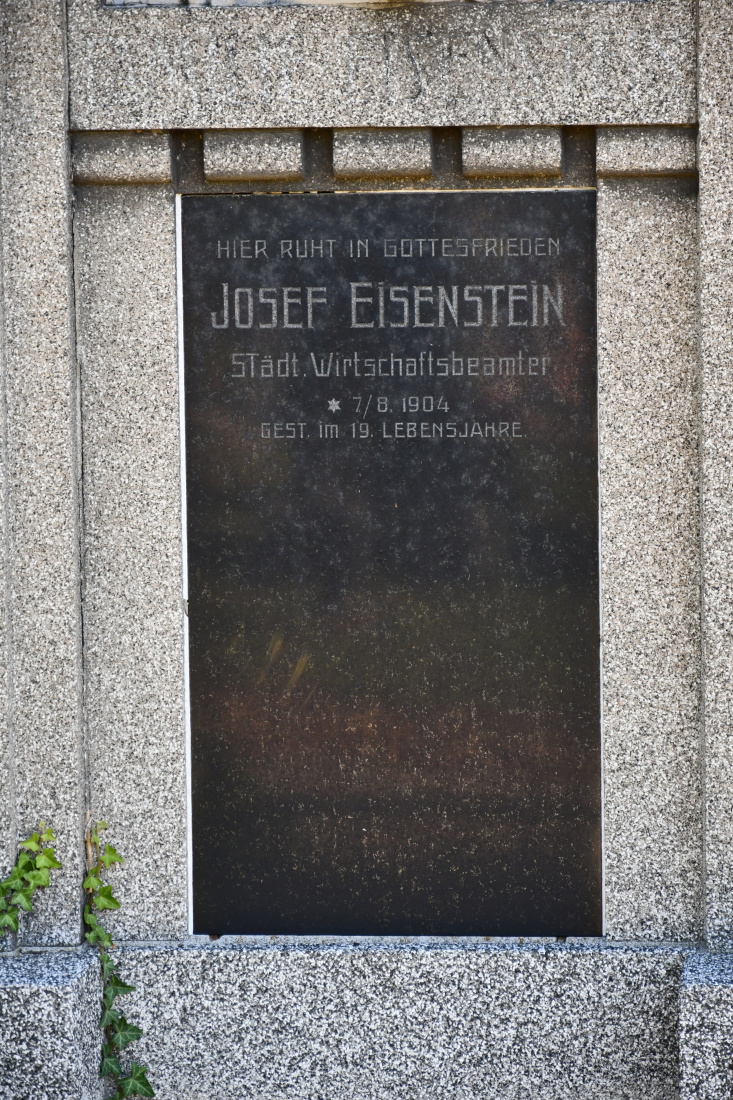 HIER RUHT IN GOTTESFRIEDEN
JOSEF EISENSTEIN
STädt. Wirtschaftsbeamter
* 7/8. 1904
GEST. im 19. LEBENSJAHRE.